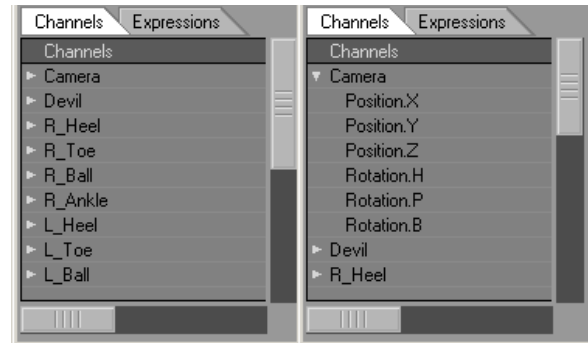 Channels Expressions
Channels
Camera
Devil
R_Heel
R_Toe
R_Ball
R_Ankle
L_Heel
L_Toe
L_Ball
Channels Expressions
Channels
Camera
Position.X
Position.Y
Position.Z
Rotation.H
Rotation.P
Rotation.B
Devil
R_Heel